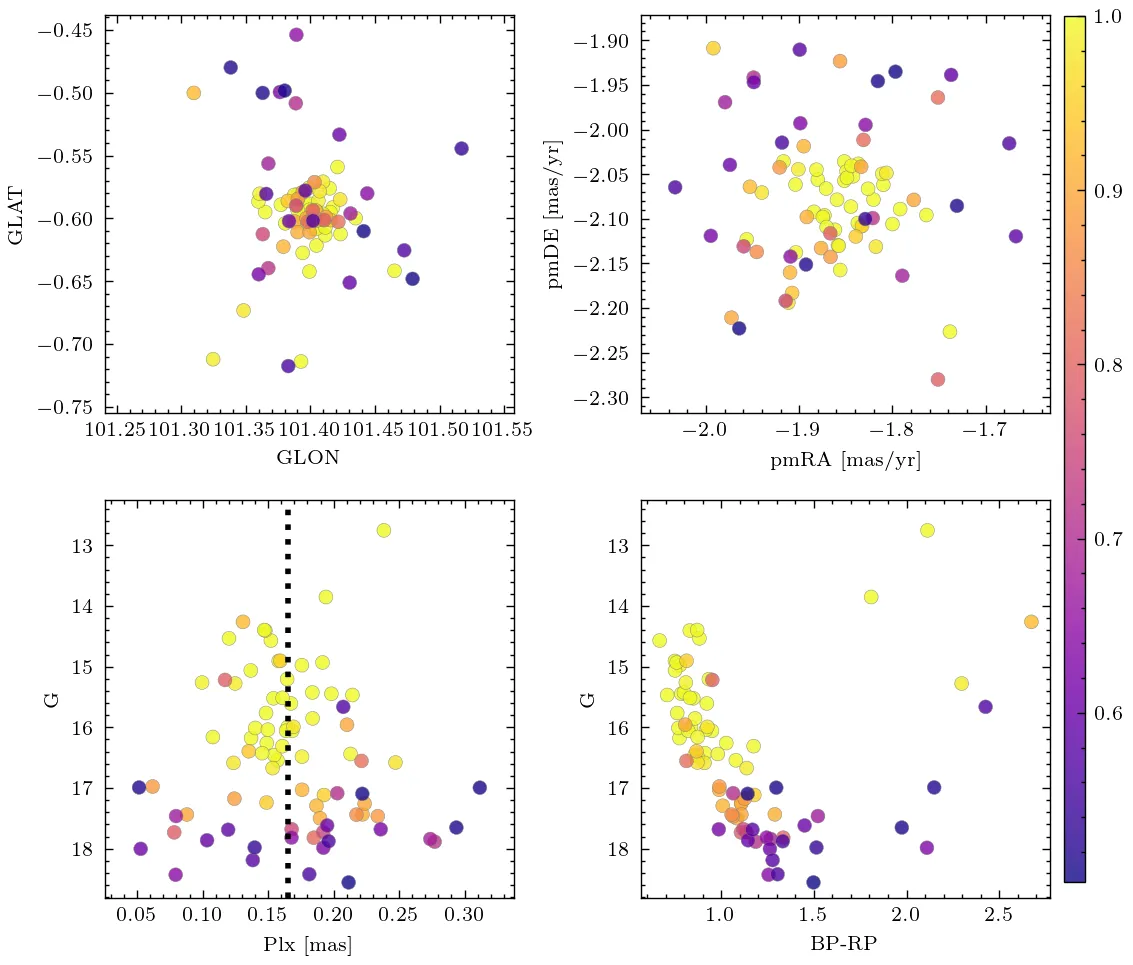 −0.45
−0.50
−0.55
−0.60
−0.65
−0.70
−0.75
GLAT
101.25 101.30 101.35 101.40 101.45 101.50 101.55
GLON
−1.90
−1.95
−2.00
−2.05
−2.10
−2.15
−2.20
−2.25
−2.30
pmDE [mas/yr]
−2.0 −1.9 −1.8 −1.7
pmRA [mas/yr]
1.0
0.9
0.8
0.7
0.6
13
14
15
16
17
18
G
0.05 0.10 0.15 0.20 0.25 0.30
Plx [mas]
13
14
15
16
17
18
G
1.0 1.5 2.0 2.5
BP-RP